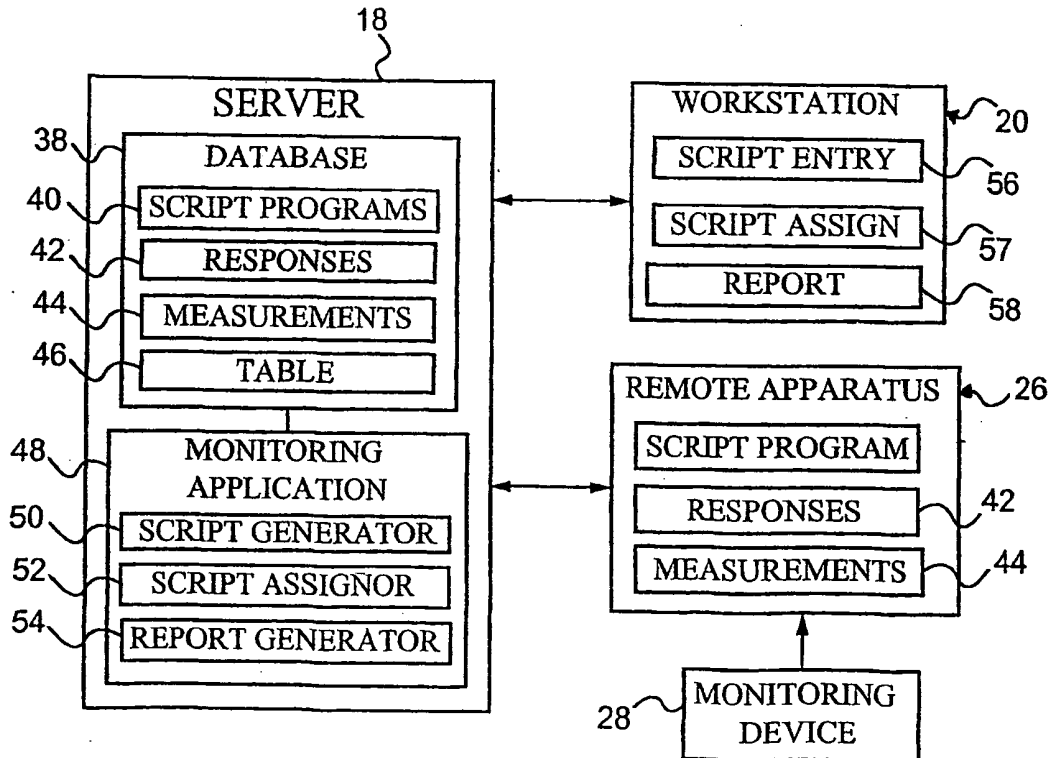 18
SERVER
38
DATABASE
40
SCRIPT PROGRAMS
42
RESPONSES
44
MEASUREMENTS
46
TABLE
48
MONITORING
APPLICATION
50
SCRIPT GENERATOR
52
SCRIPT ASSIGNOR
54
REPORT GENERATOR
WORKSTATION
20
SCRIPT ENTRY
56
SCRIPT ASSIGN
57
REPORT
58
REMOTE APPARATUS
26
SCRIPT PROGRAM
RESPONSES
42
MEASUREMENTS
44
28
MONITORING
DEVICE